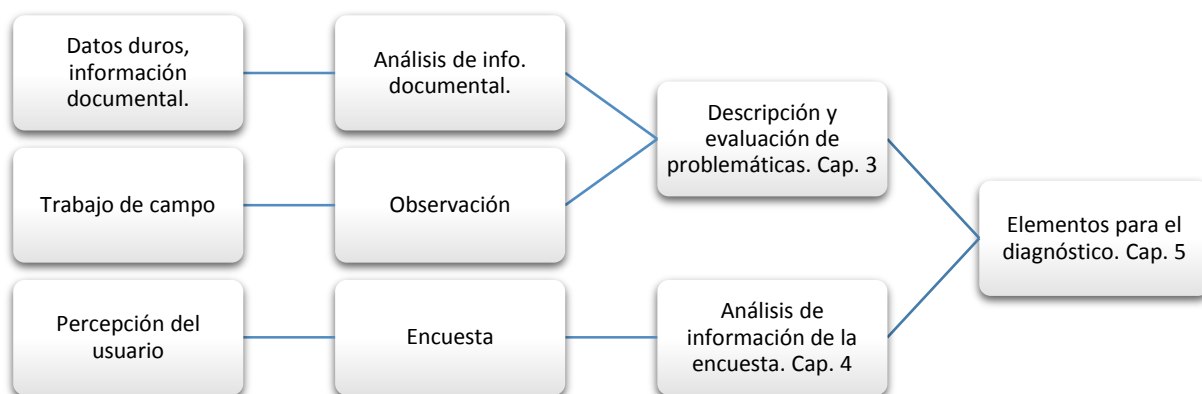 Datos duros,
información
documental.
Análisis de info.
documental.
Descripción y
evaluación de
problemáticas. Cap. 3
Trabajo de campo
Observación
Elementos para el
diagnóstico. Cap. 5
Percepción del
usuario
Encuesta
Análisis de
información de la
encuesta. Cap. 4